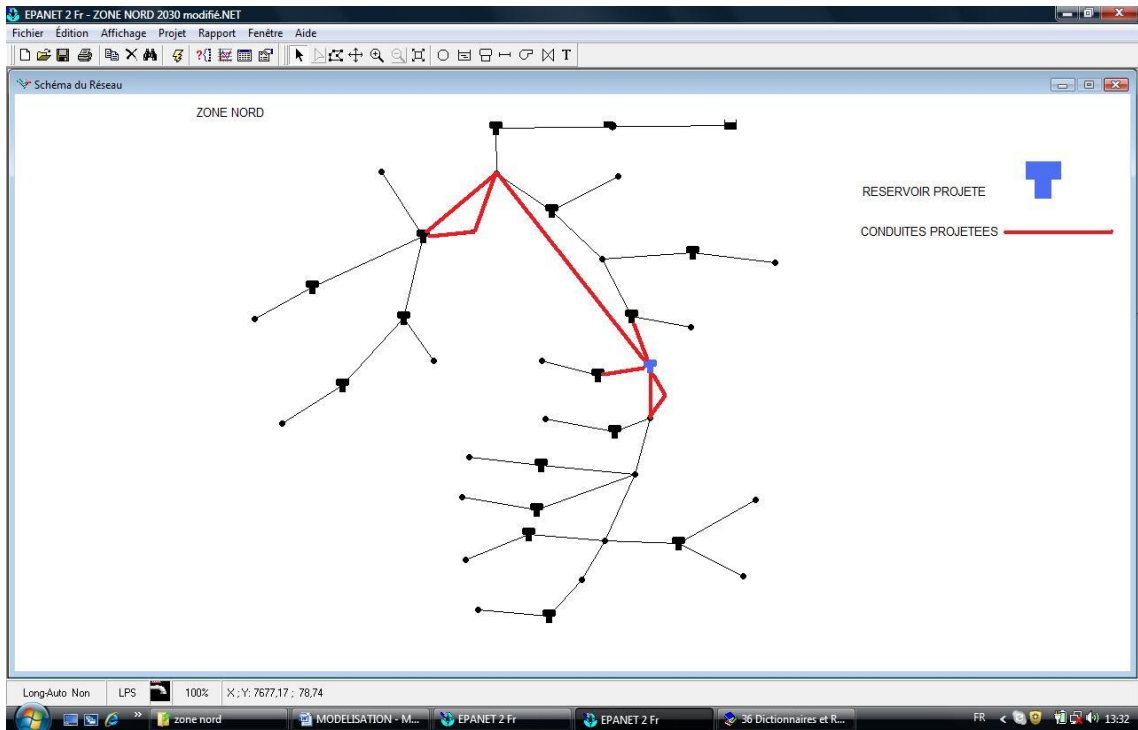 EPANET 2 Fr - ZONE NORD 2030 modifié.NET
Fichier Édition Affichage Projet Rapport Fenêtre Aide
T
Schéma du Réseau
ZONE NORD
RESERVOIR PROJETE
CONDUITES PROJETEES
Long-Auto Non LPS 100% X ; Y: 7677,17 ; 78,74
zone nord MODELISATION - M... EPANET 2 Fr EPANET 2 Fr 36 Dictionnaires et R... FR 13:32